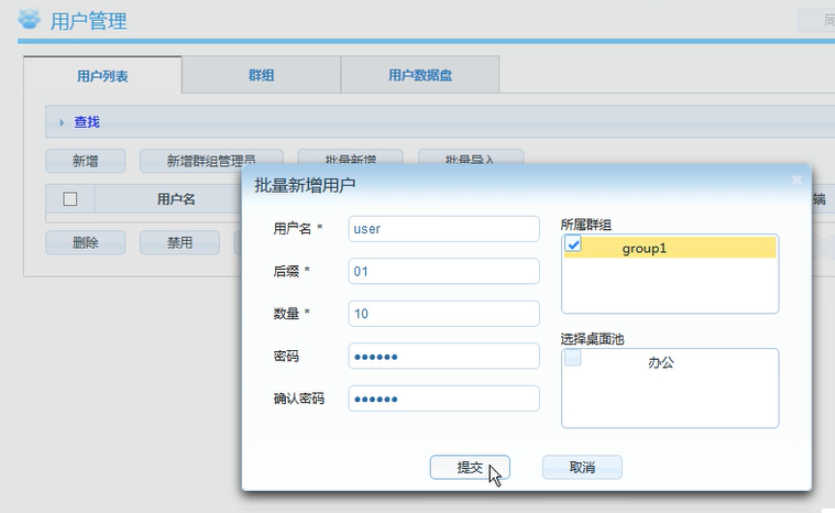 用户管理
同
用户列表 群组 用户数据盘
查找
新增 新增群组管理员 批量新增 批量导入
用户名 端
删除 禁用
批量新增用户
用户名 * user
后缀 * 01
数量 * 10
密码 ●●●●●●
确认密码 ●●●●●●
所属群组
group1
选择桌面池
办公
提交 取消